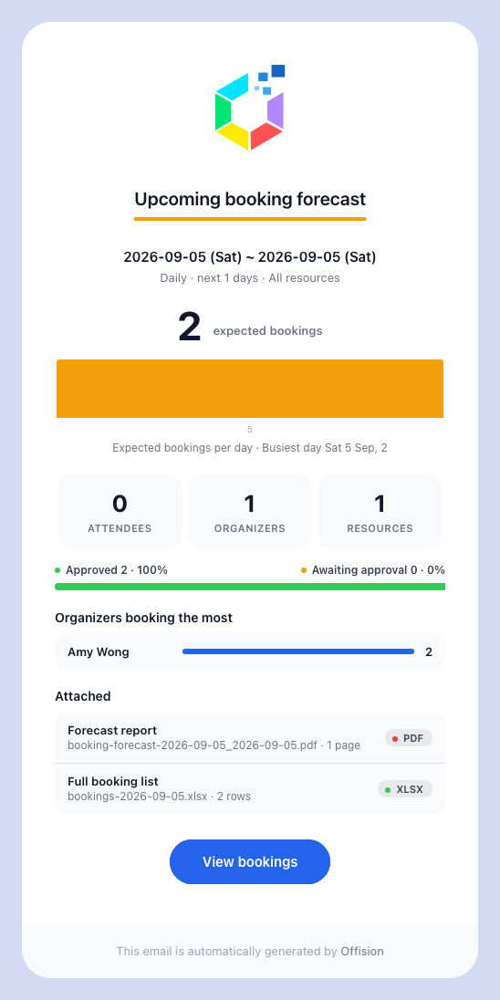 Upcoming booking forecast
2026-09-05 (Sat) ~ 2026-09-05 (Sat)
Daily · next 1 days · All resources
2 expected bookings
5
Expected bookings per day · Busiest day Sat 5 Sep, 2
0
ATTENDEES
1
ORGANIZERS
1
RESOURCES
Approved 2 · 100%
Awaiting approval 0 · 0%
Organizers booking the most
Amy Wong 2
Attached
Forecast report
booking-forecast-2026-09-05_2026-09-05.pdf · 1 page
PDF
Full booking list
bookings-2026-09-05.xlsx · 2 rows
XLSX
View bookings
This email is automatically generated by Offision